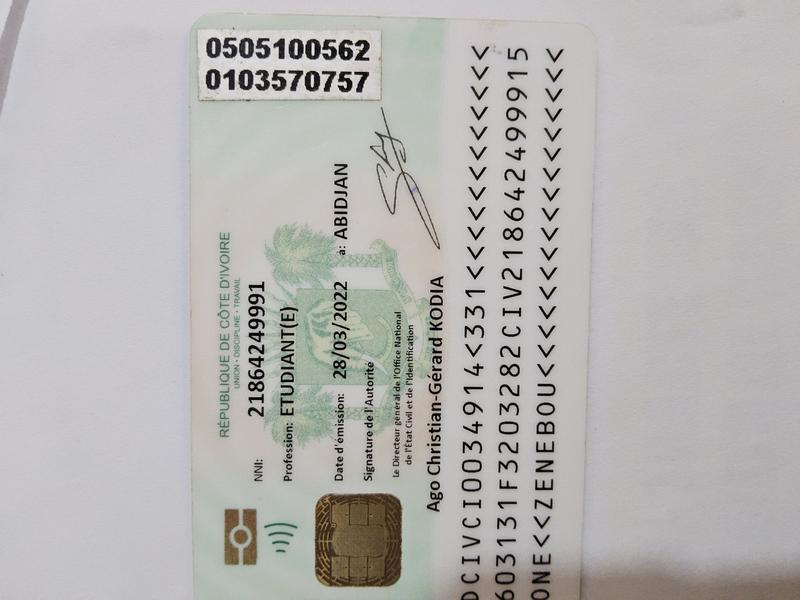 0505100562
0103570757
RÉPUBLIQUE DE CÔTE D'IVOIRE
UNION - DISCIPLINE - TRAVAIL
NNI: 21864249991
Profession: ETUDIANT(E)
Date d'émission: 28/03/2022 à: ABIDJAN
Signature de l'Autorité
Le Directeur général de l'Office National
de l'État Civil et de l'Identification
Ago Christian-Gérard KODIA
DCIVCI0034914<331<<<<<<<<<<<<
603131F3203282CIV218642499915
ONE<<ZENEBOU<<<<<<<<<<<<<<<<<